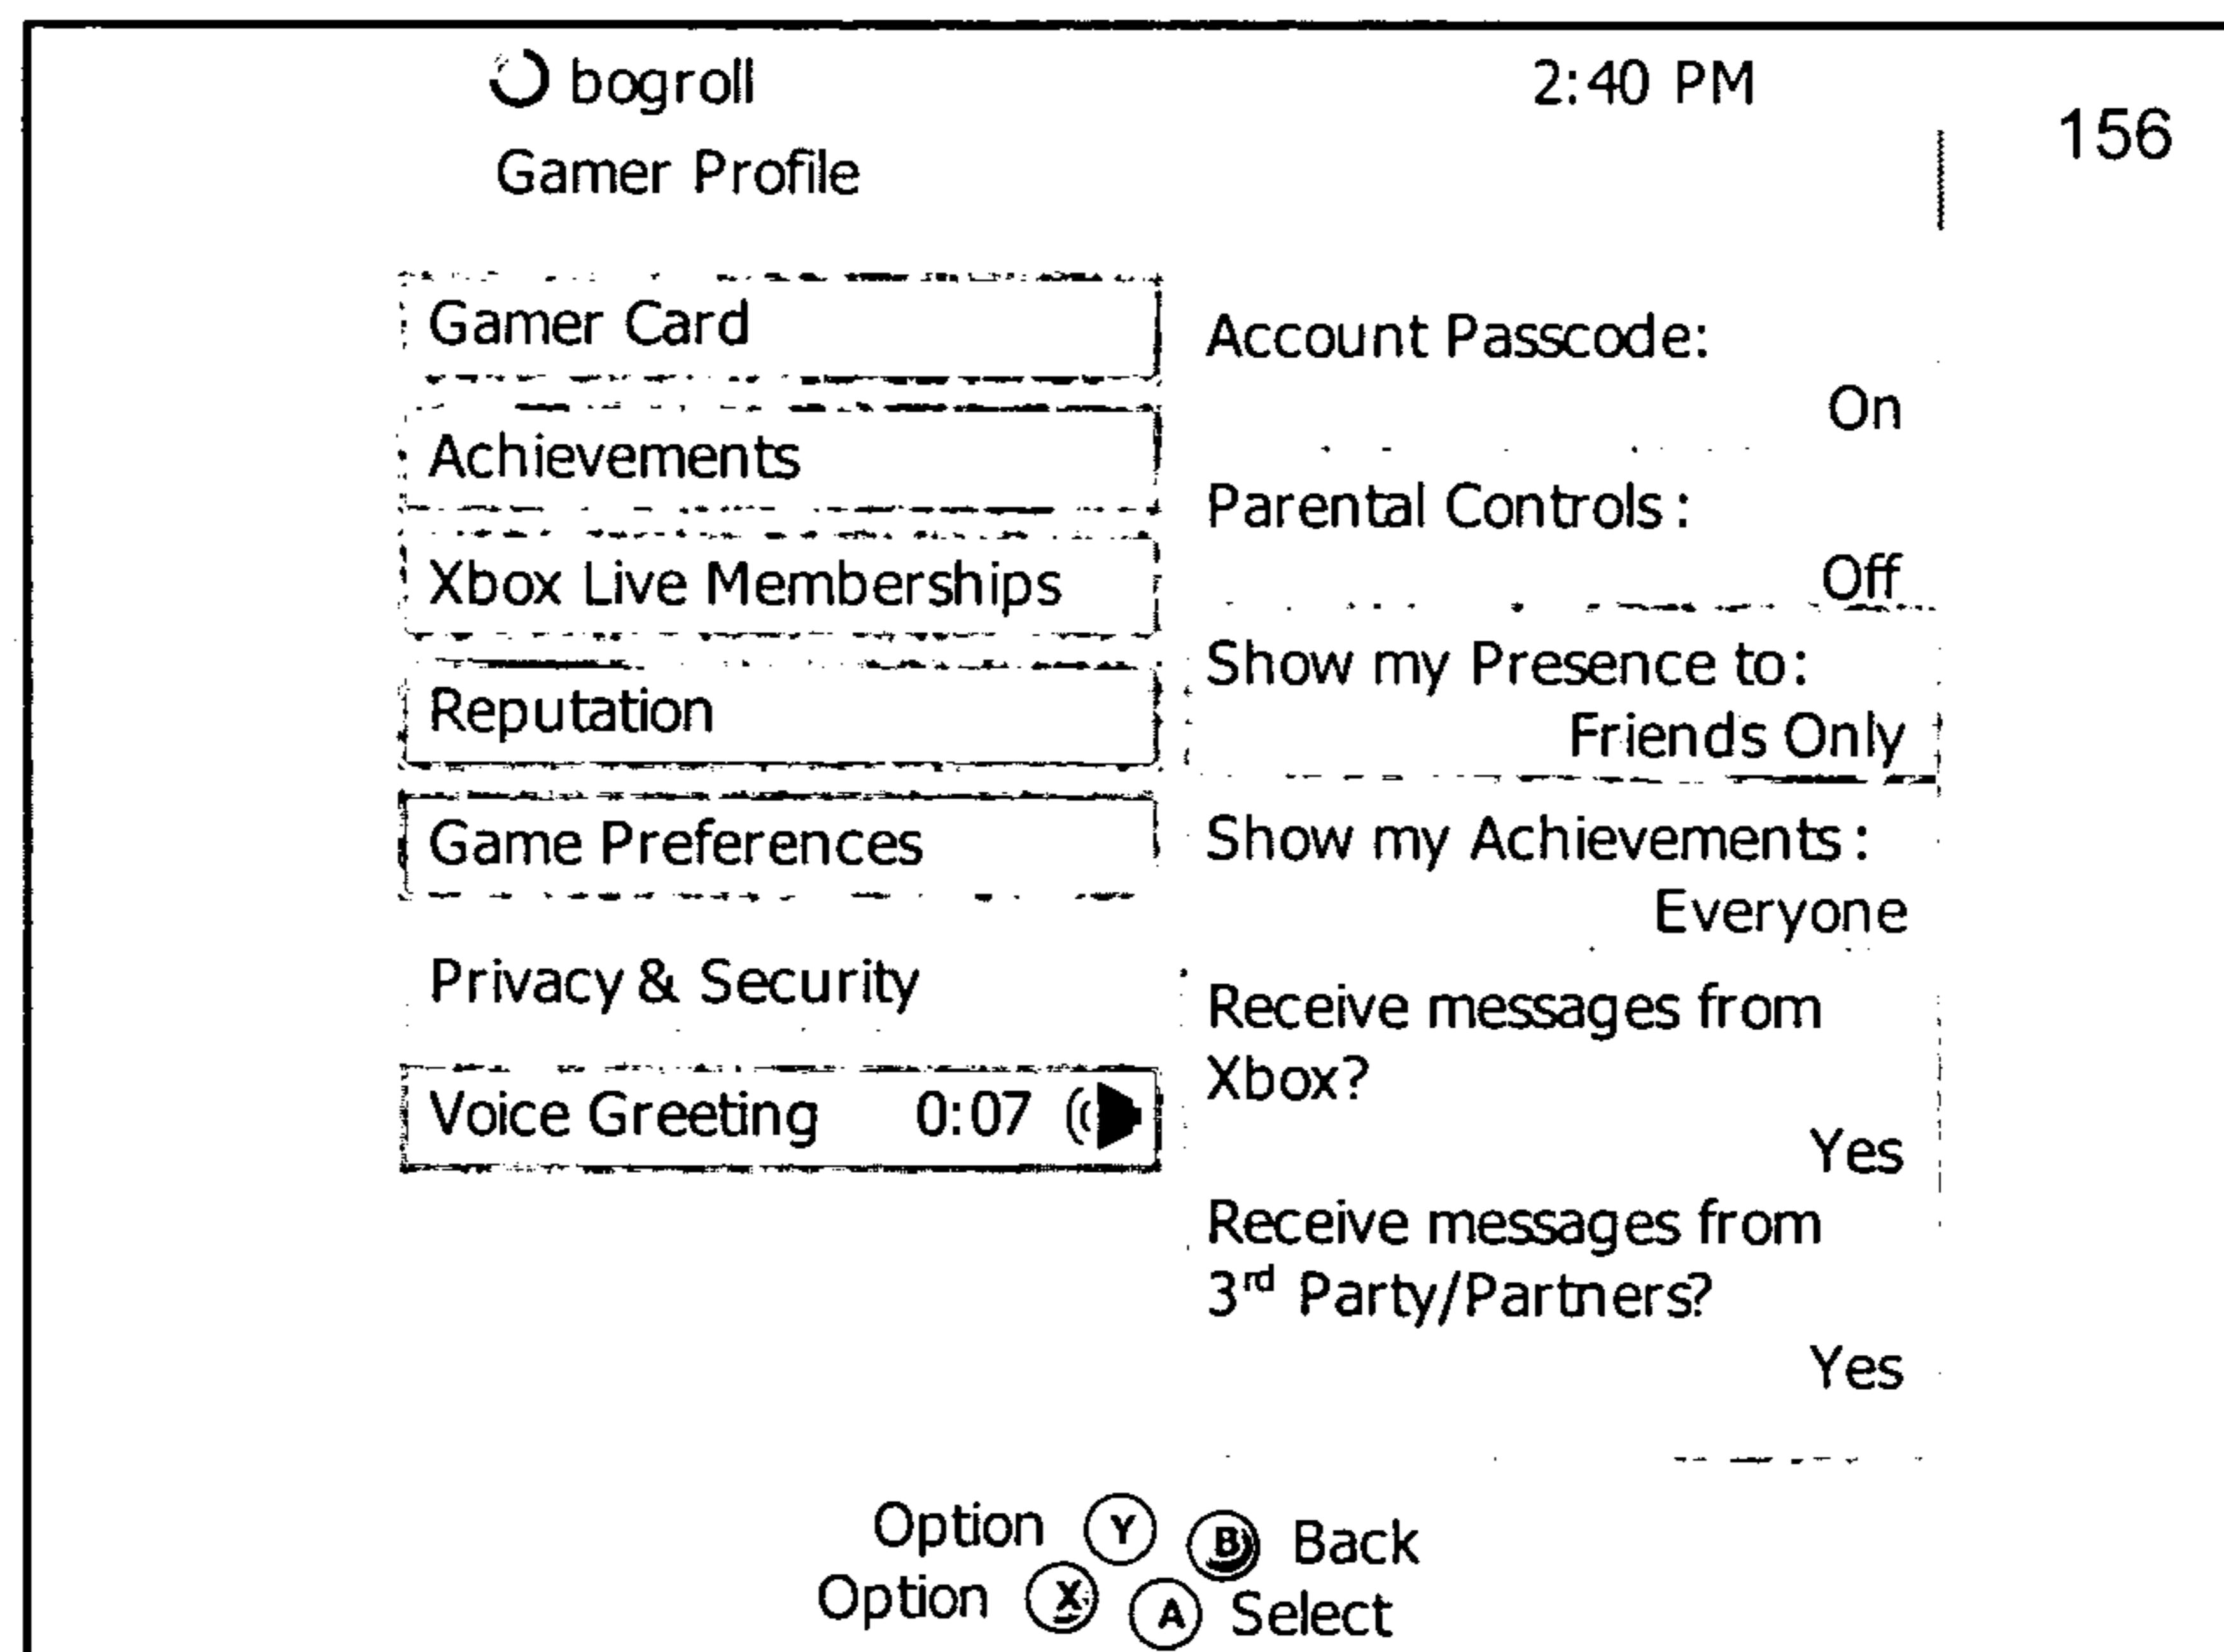 bogroll 2:40 PM
156
Gamer Profile
Gamer Card
Achievements
Xbox Live Memberships
Reputation
Game Preferences
Privacy & Security
Voice Greeting 0:07
Account Passcode:
On
Parental Controls:
Off
Show my Presence to:
Friends Only
Show my Achievements:
Everyone
Receive messages from
Xbox?
Yes
Receive messages from
3rd Party/Partners?
Yes
Option Y B Back
Option X A Select